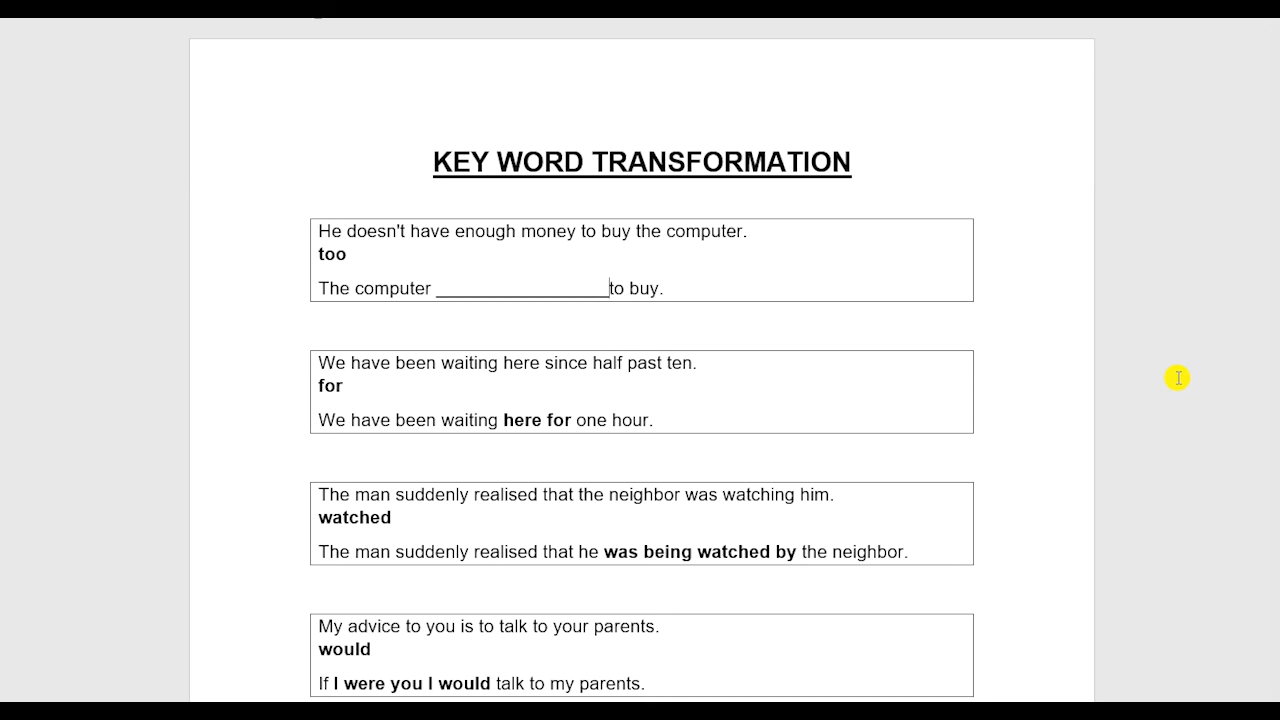 KEY WORD TRANSFORMATION
He doesn't have enough money to buy the computer.
too
The computer __________________to buy.
We have been waiting here since half past ten.
for
We have been waiting here for one hour.
The man suddenly realised that the neighbor was watching him.
watched
The man suddenly realised that he was being watched by the neighbor.
My advice to you is to talk to your parents.
would
If I were you I would talk to my parents.